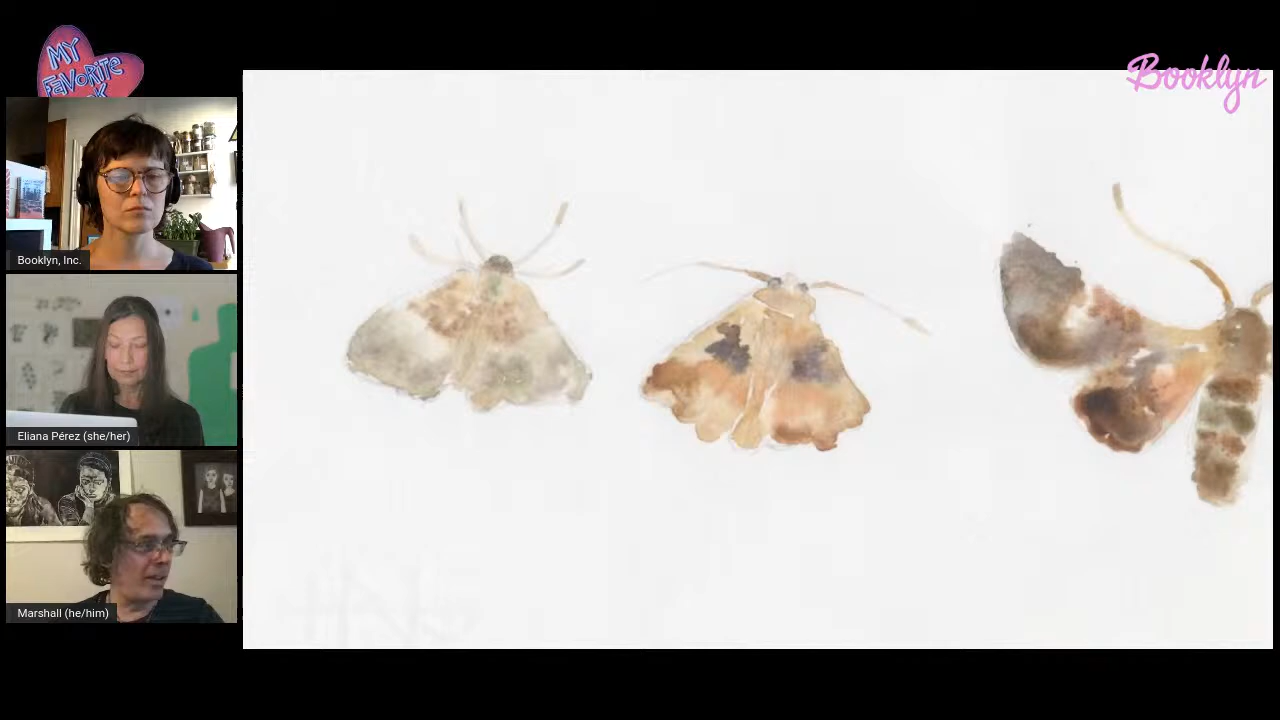 MY
FAVORITE
Booklyn
Booklyn, Inc.
Eliana Pérez (she/her)
Marshall (he/him)